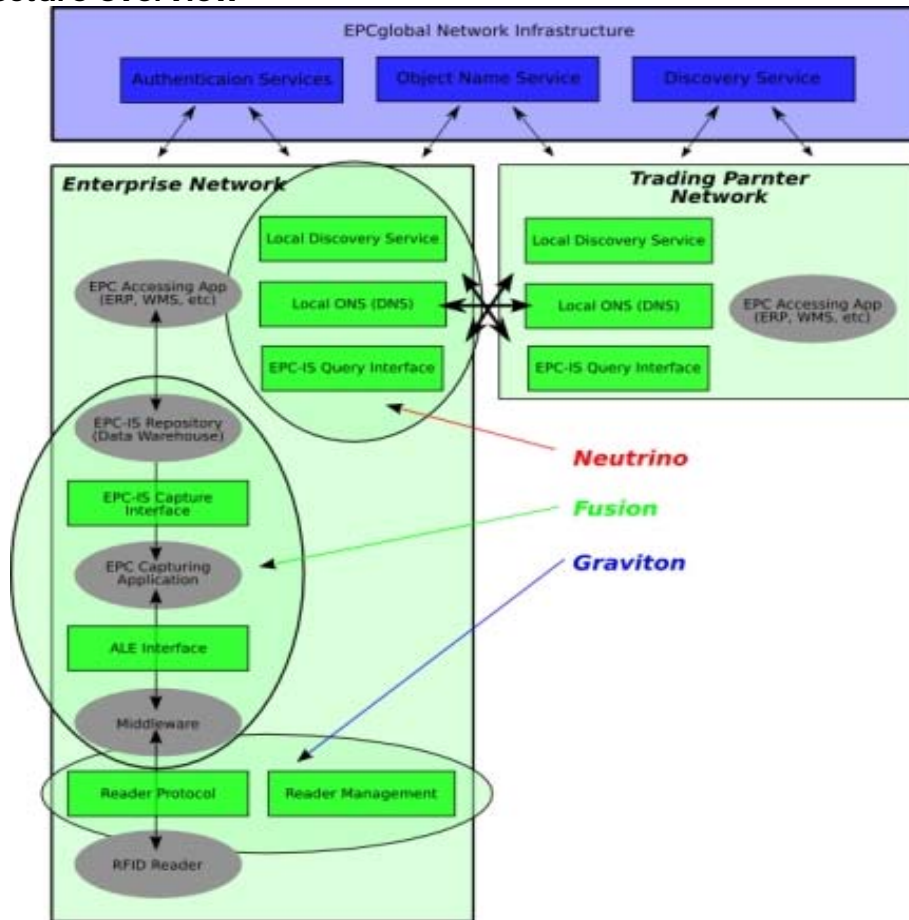 EPCglobal Network Infrastructure
Authenticaion Services
Object Name Service
Discovery Service
Enterprise Network
Local Discovery Service
EPC Accessing App
(ERP, WMS, etc)
Local ONS (DNS)
EPC-IS Query Interface
EPC-IS Repository
(Data Warehouse)
EPC-IS Capture
Interface
EPC Capturing
Application
ALE Interface
Middleware
Reader Protocol
Reader Management
RFID Reader
Trading Parnter
Network
Local Discovery Service
Local ONS (DNS)
EPC Accessing App
(ERP, WMS, etc)
EPC-IS Query Interface
Neutrino
Fusion
Graviton